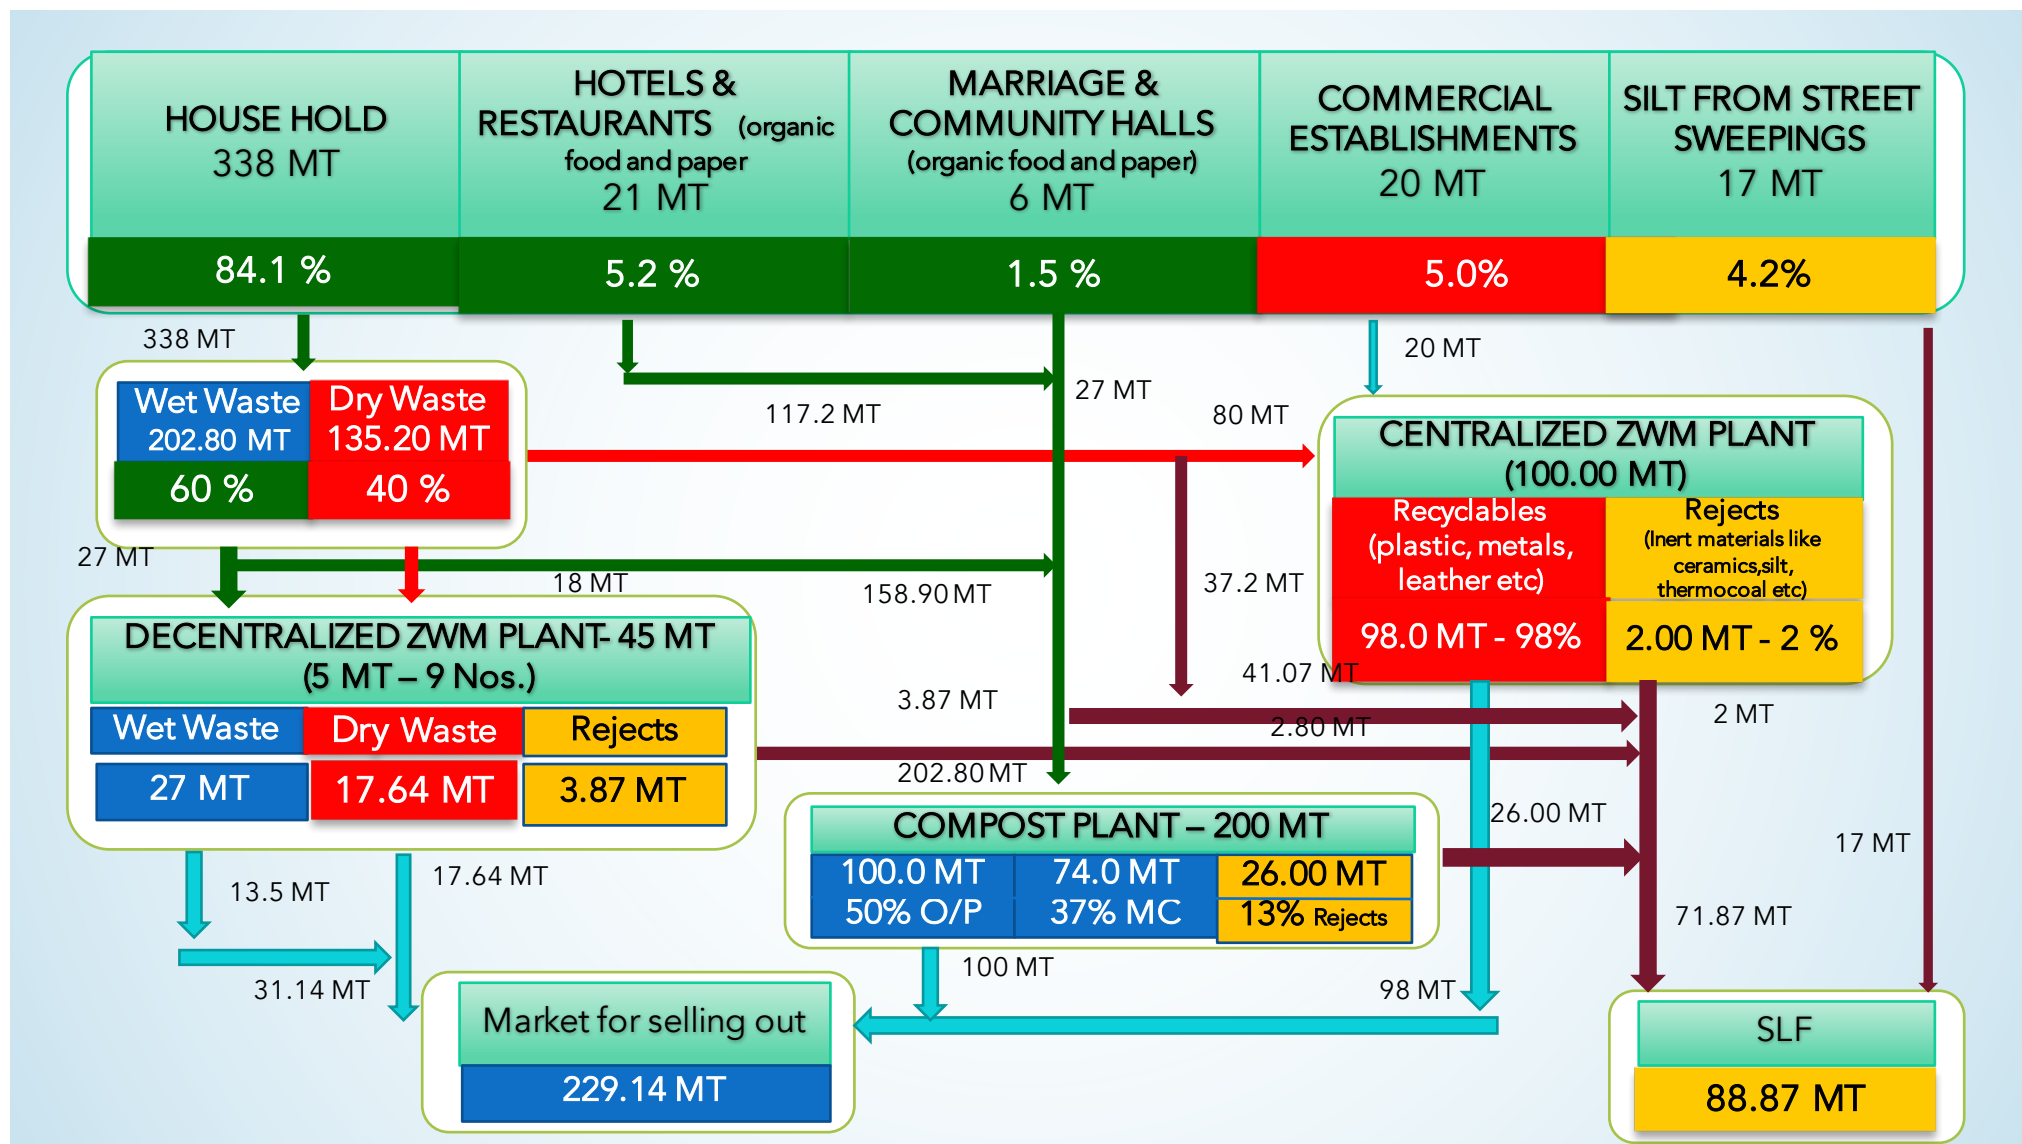 HOUSE HOLD
338 MT
HOTELS &
RESTAURANTS (organic
food and paper
21 MT
MARRIAGE &
COMMUNITY HALLS
(organic food and paper)
6 MT
COMMERCIAL
ESTABLISHMENTS
20 MT
SILT FROM STREET
SWEEPINGS
17 MT
84.1 %
5.2 %
1.5 %
5.0%
4.2%
338 MT
20 MT
27 MT
117.2 MT
80 MT
Wet Waste
202.80 MT
Dry Waste
135.20 MT
60 %
40 %
CENTRALIZED ZWM PLANT
(100.00 MT)
Recyclables
(plastic, metals,
leather etc)
Rejects
(Inert materials like
ceramics,silt,
thermocoal etc)
98.0 MT - 98%
2.00 MT - 2 %
27 MT
18 MT
158.90 MT
37.2 MT
DECENTRALIZED ZWM PLANT- 45 MT
(5 MT – 9 Nos.)
Wet Waste
Dry Waste
Rejects
27 MT
17.64 MT
3.87 MT
41.07 MT
3.87 MT
2.80 MT
2 MT
202.80 MT
26.00 MT
17 MT
COMPOST PLANT – 200 MT
100.0 MT
74.0 MT
26.00 MT
50% O/P
37% MC
13% Rejects
13.5 MT
17.64 MT
71.87 MT
31.14 MT
100 MT
98 MT
Market for selling out
229.14 MT
SLF
88.87 MT